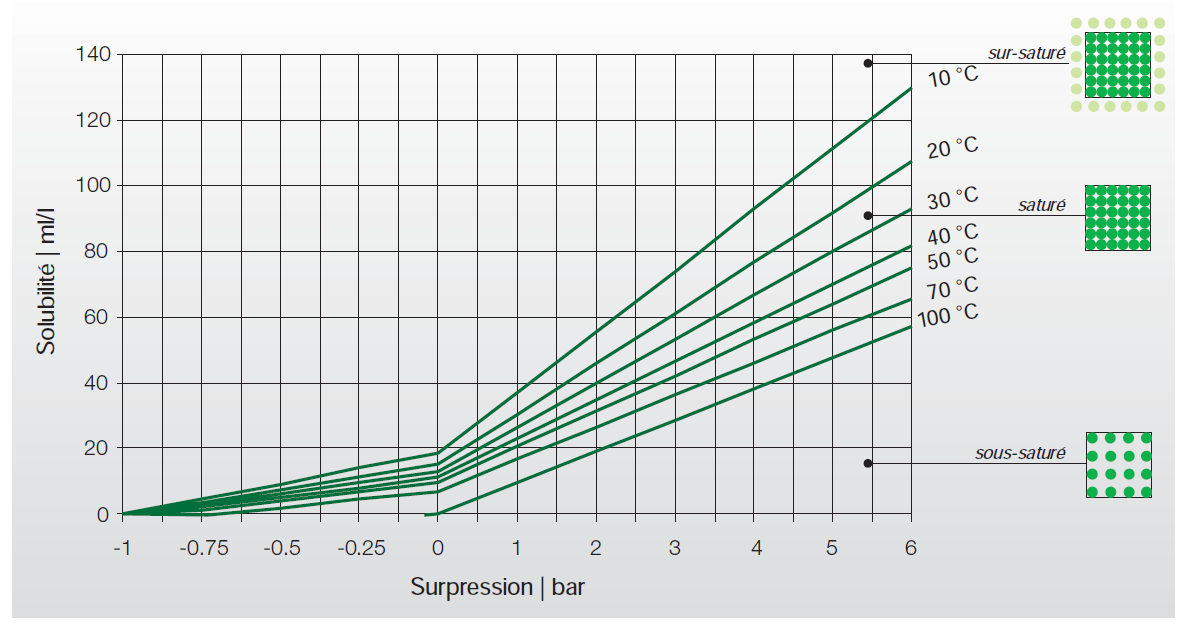 140
120
100
80
60
40
20
0
Solubilité | ml/l
-1 -0.75 -0.5 -0.25 0 1 2 3 4 5 6
Surpression | bar
sur-saturé
10 °C
20 °C
30 °C
saturé
40 °C
50 °C
70 °C
100 °C
sous-saturé